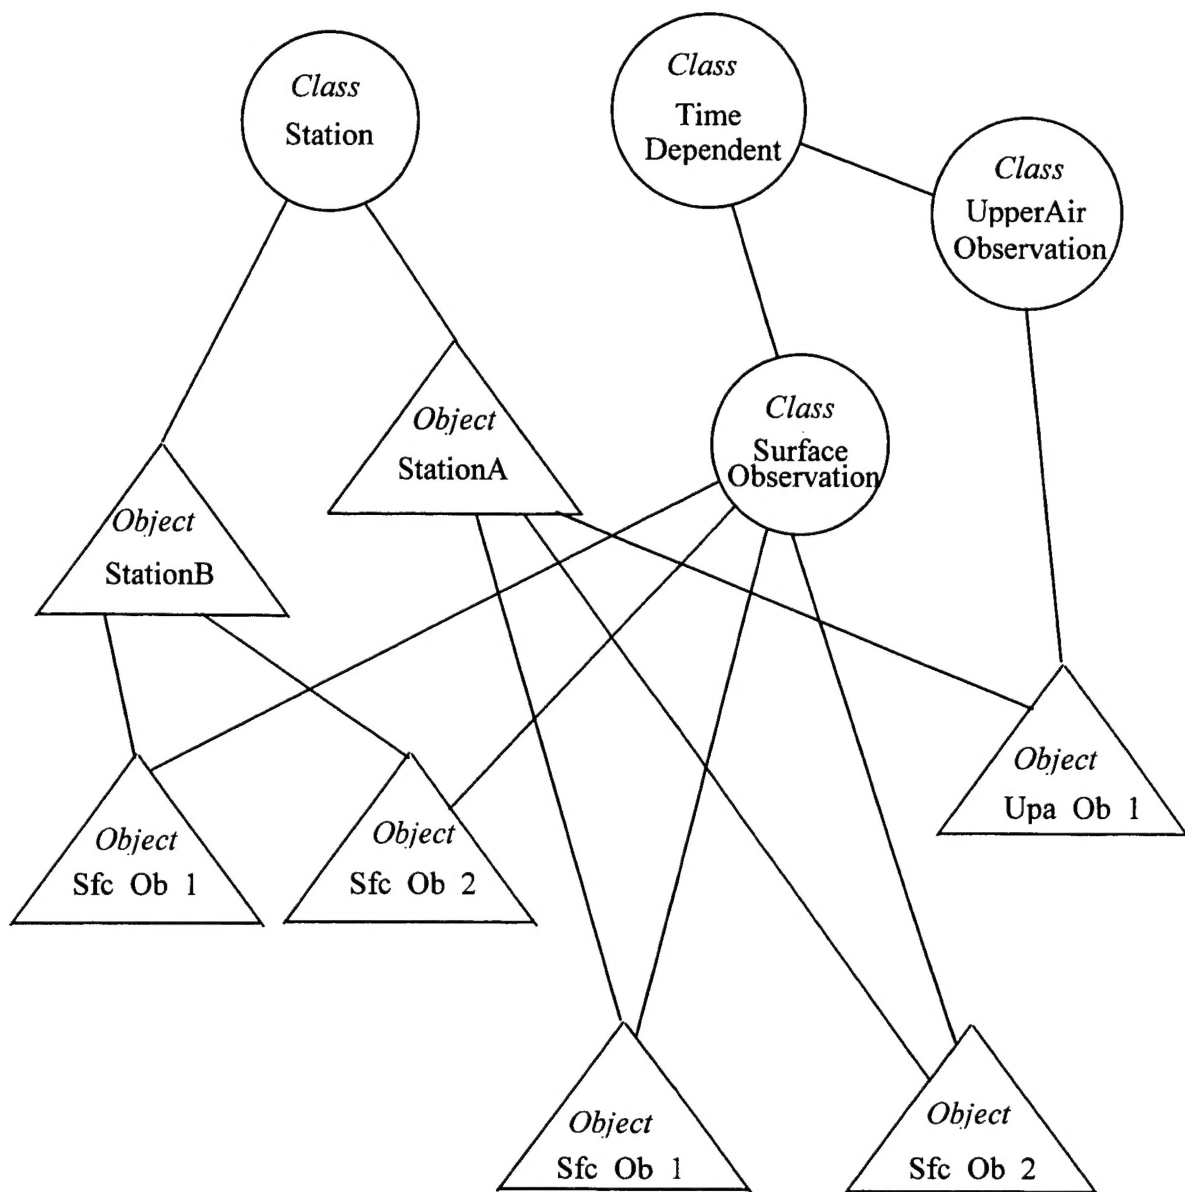 Class
Station
Class
Time
Dependent
Class
UpperAir
Observation
Object
StationA
Class
Surface
Observation
Object
StationB
Object
Upa Ob 1
Object
Sfc Ob 1
Object
Sfc Ob 2
Object
Sfc Ob 1
Object
Sfc Ob 2